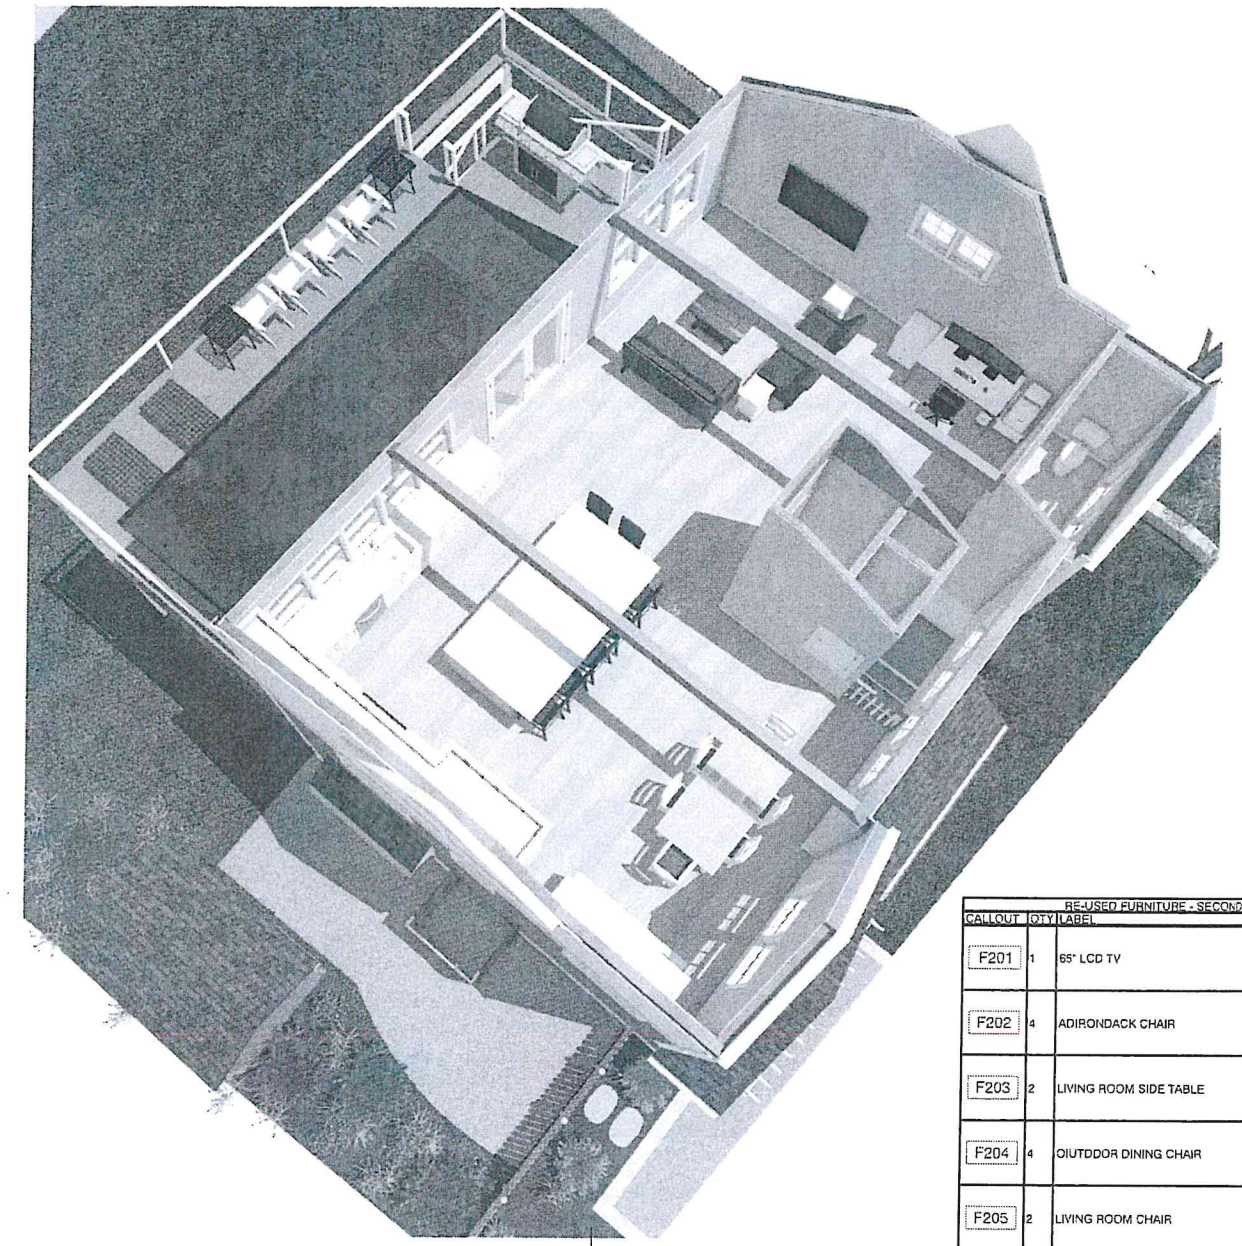 RE-USED FURNITURE - SECOND
CALLOUT QTY LABEL
F201 1 65" LCD TV
F202 4 ADIRONDACK CHAIR
F203 2 LIVING ROOM SIDE TABLE
F204 4 OIUTDDOR DINING CHAIR
F205 2 LIVING ROOM CHAIR